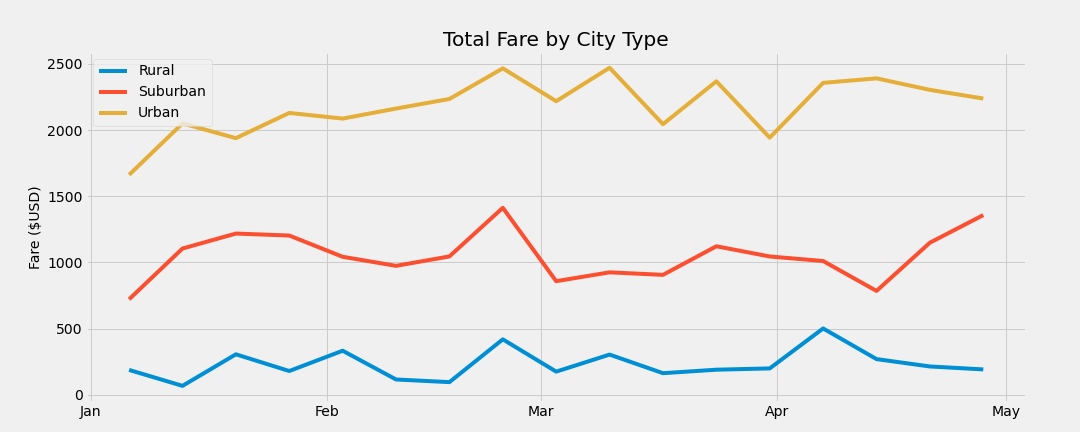 Total Fare by City Type
Rural
Suburban
Urban
Fare ($USD)
2500
2000
1500
1000
500
0
Jan
Feb
Mar
Apr
May